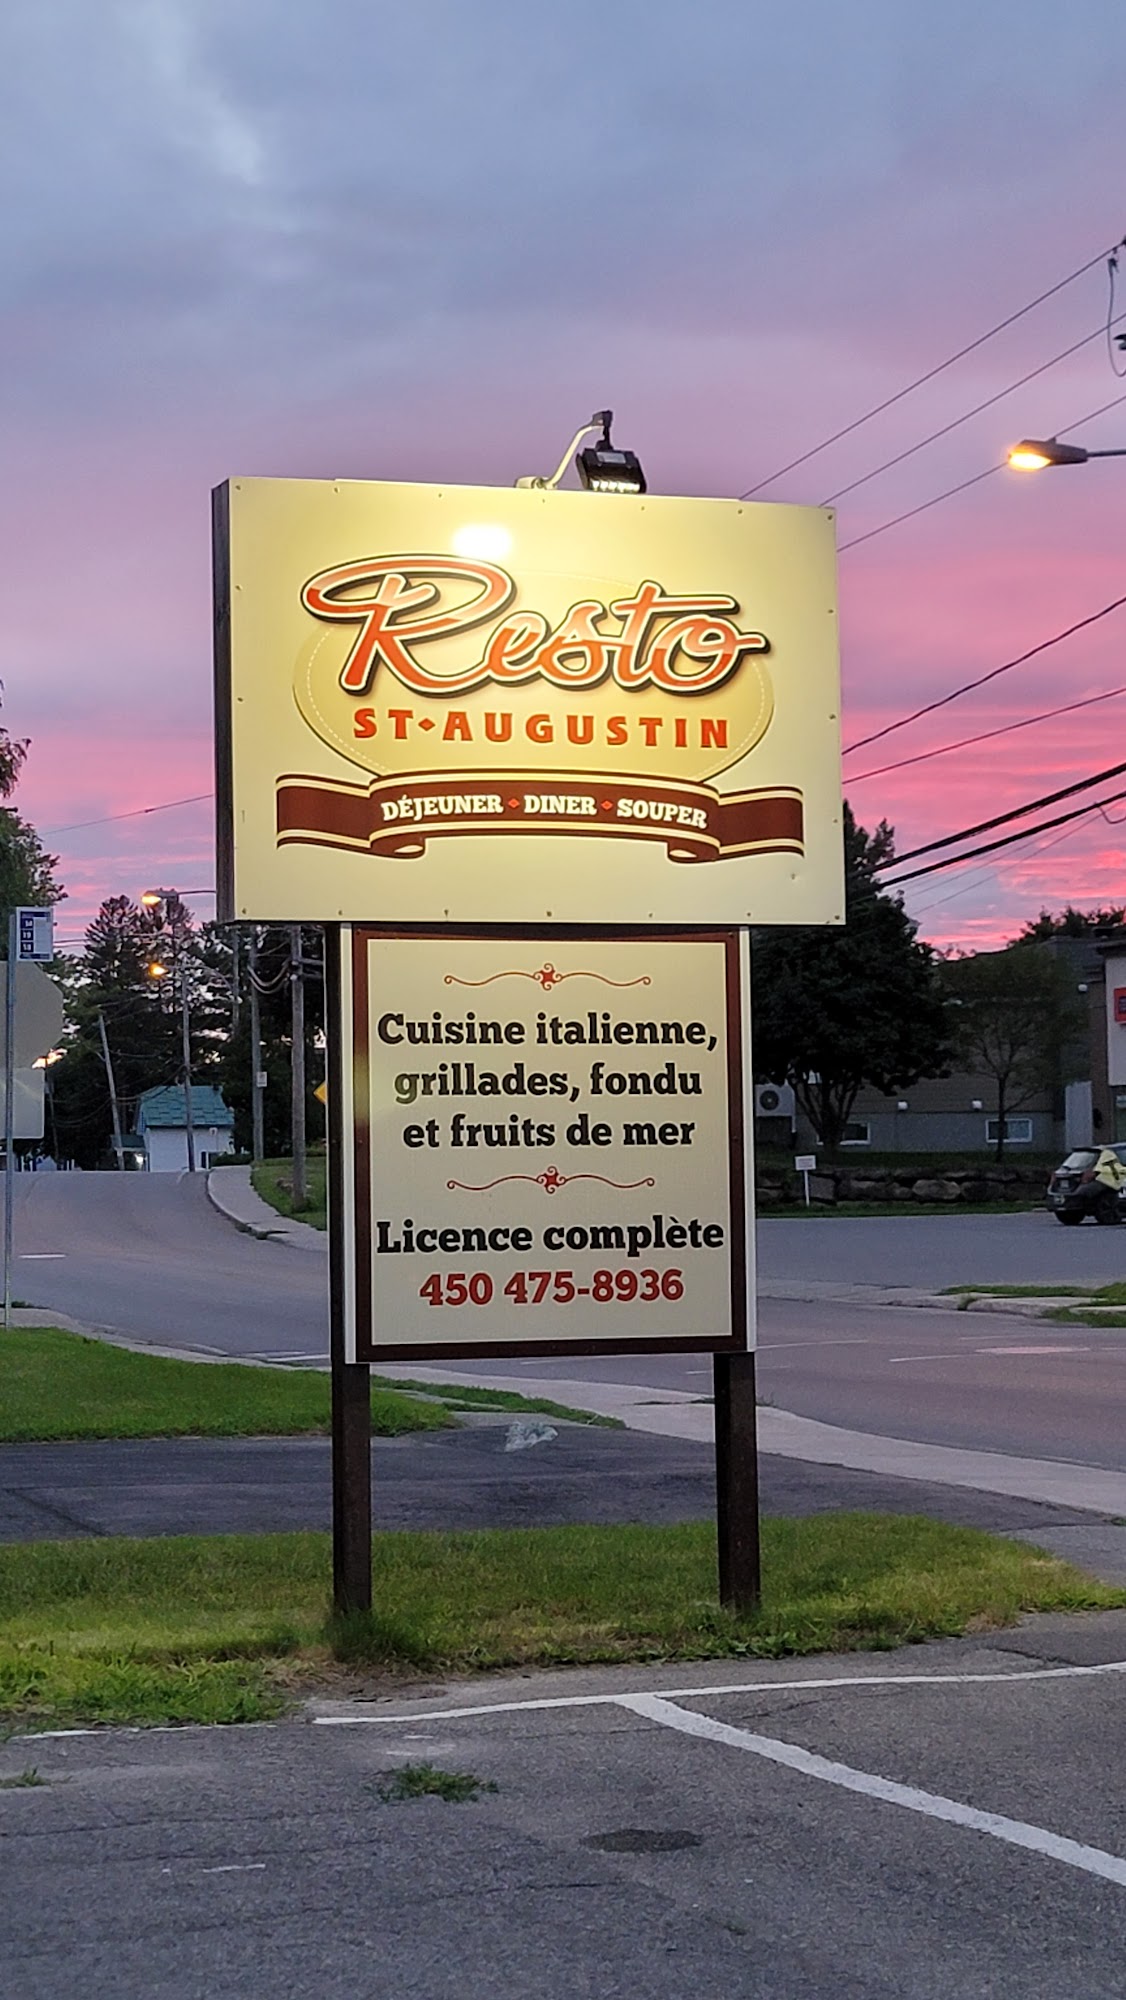 Resto
ST•AUGUSTIN
DÉJEUNER • DINER • SOUPER
Cuisine italienne,
grillades, fondu
et fruits de mer
Licence complète
450 475-8936